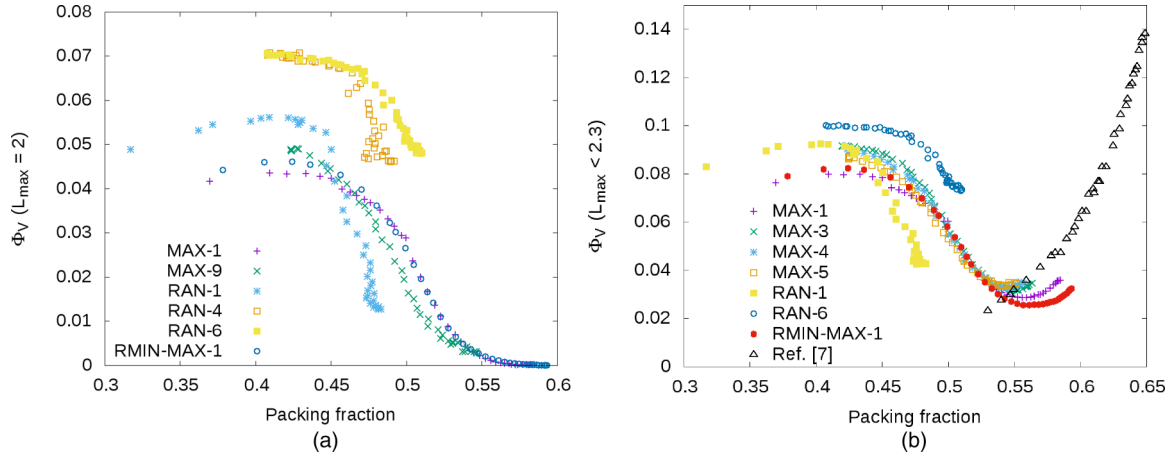 0.08
0.07
0.06
0.05
0.04
0.03
0.02
0.01
0
Φ_V (L_max = 2)
MAX-1
MAX-9
RAN-1
RAN-4
RAN-6
RMIN-MAX-1
0.3 0.35 0.4 0.45 0.5 0.55 0.6
Packing fraction
(a)
0.14
0.12
0.1
0.08
0.06
0.04
0.02
0
Φ_V (L_max < 2.3)
MAX-1
MAX-3
MAX-4
MAX-5
RAN-1
RAN-6
RMIN-MAX-1
Ref. [7]
0.3 0.35 0.4 0.45 0.5 0.55 0.6 0.65
Packing fraction
(b)